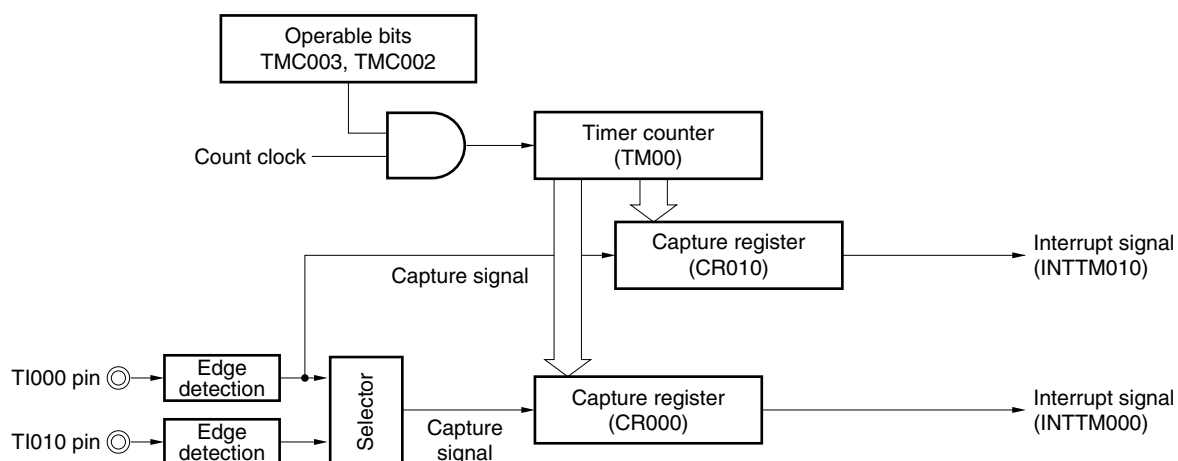 Operable bits
TMC003, TMC002
Count clock
Timer counter
(TM00)
Capture register
(CR010)
Interrupt signal
(INTTM010)
Capture signal
TI000 pin
Edge
detection
Selector
Capture register
(CR000)
Interrupt signal
(INTTM000)
TI010 pin
Edge
detection
Capture
signal